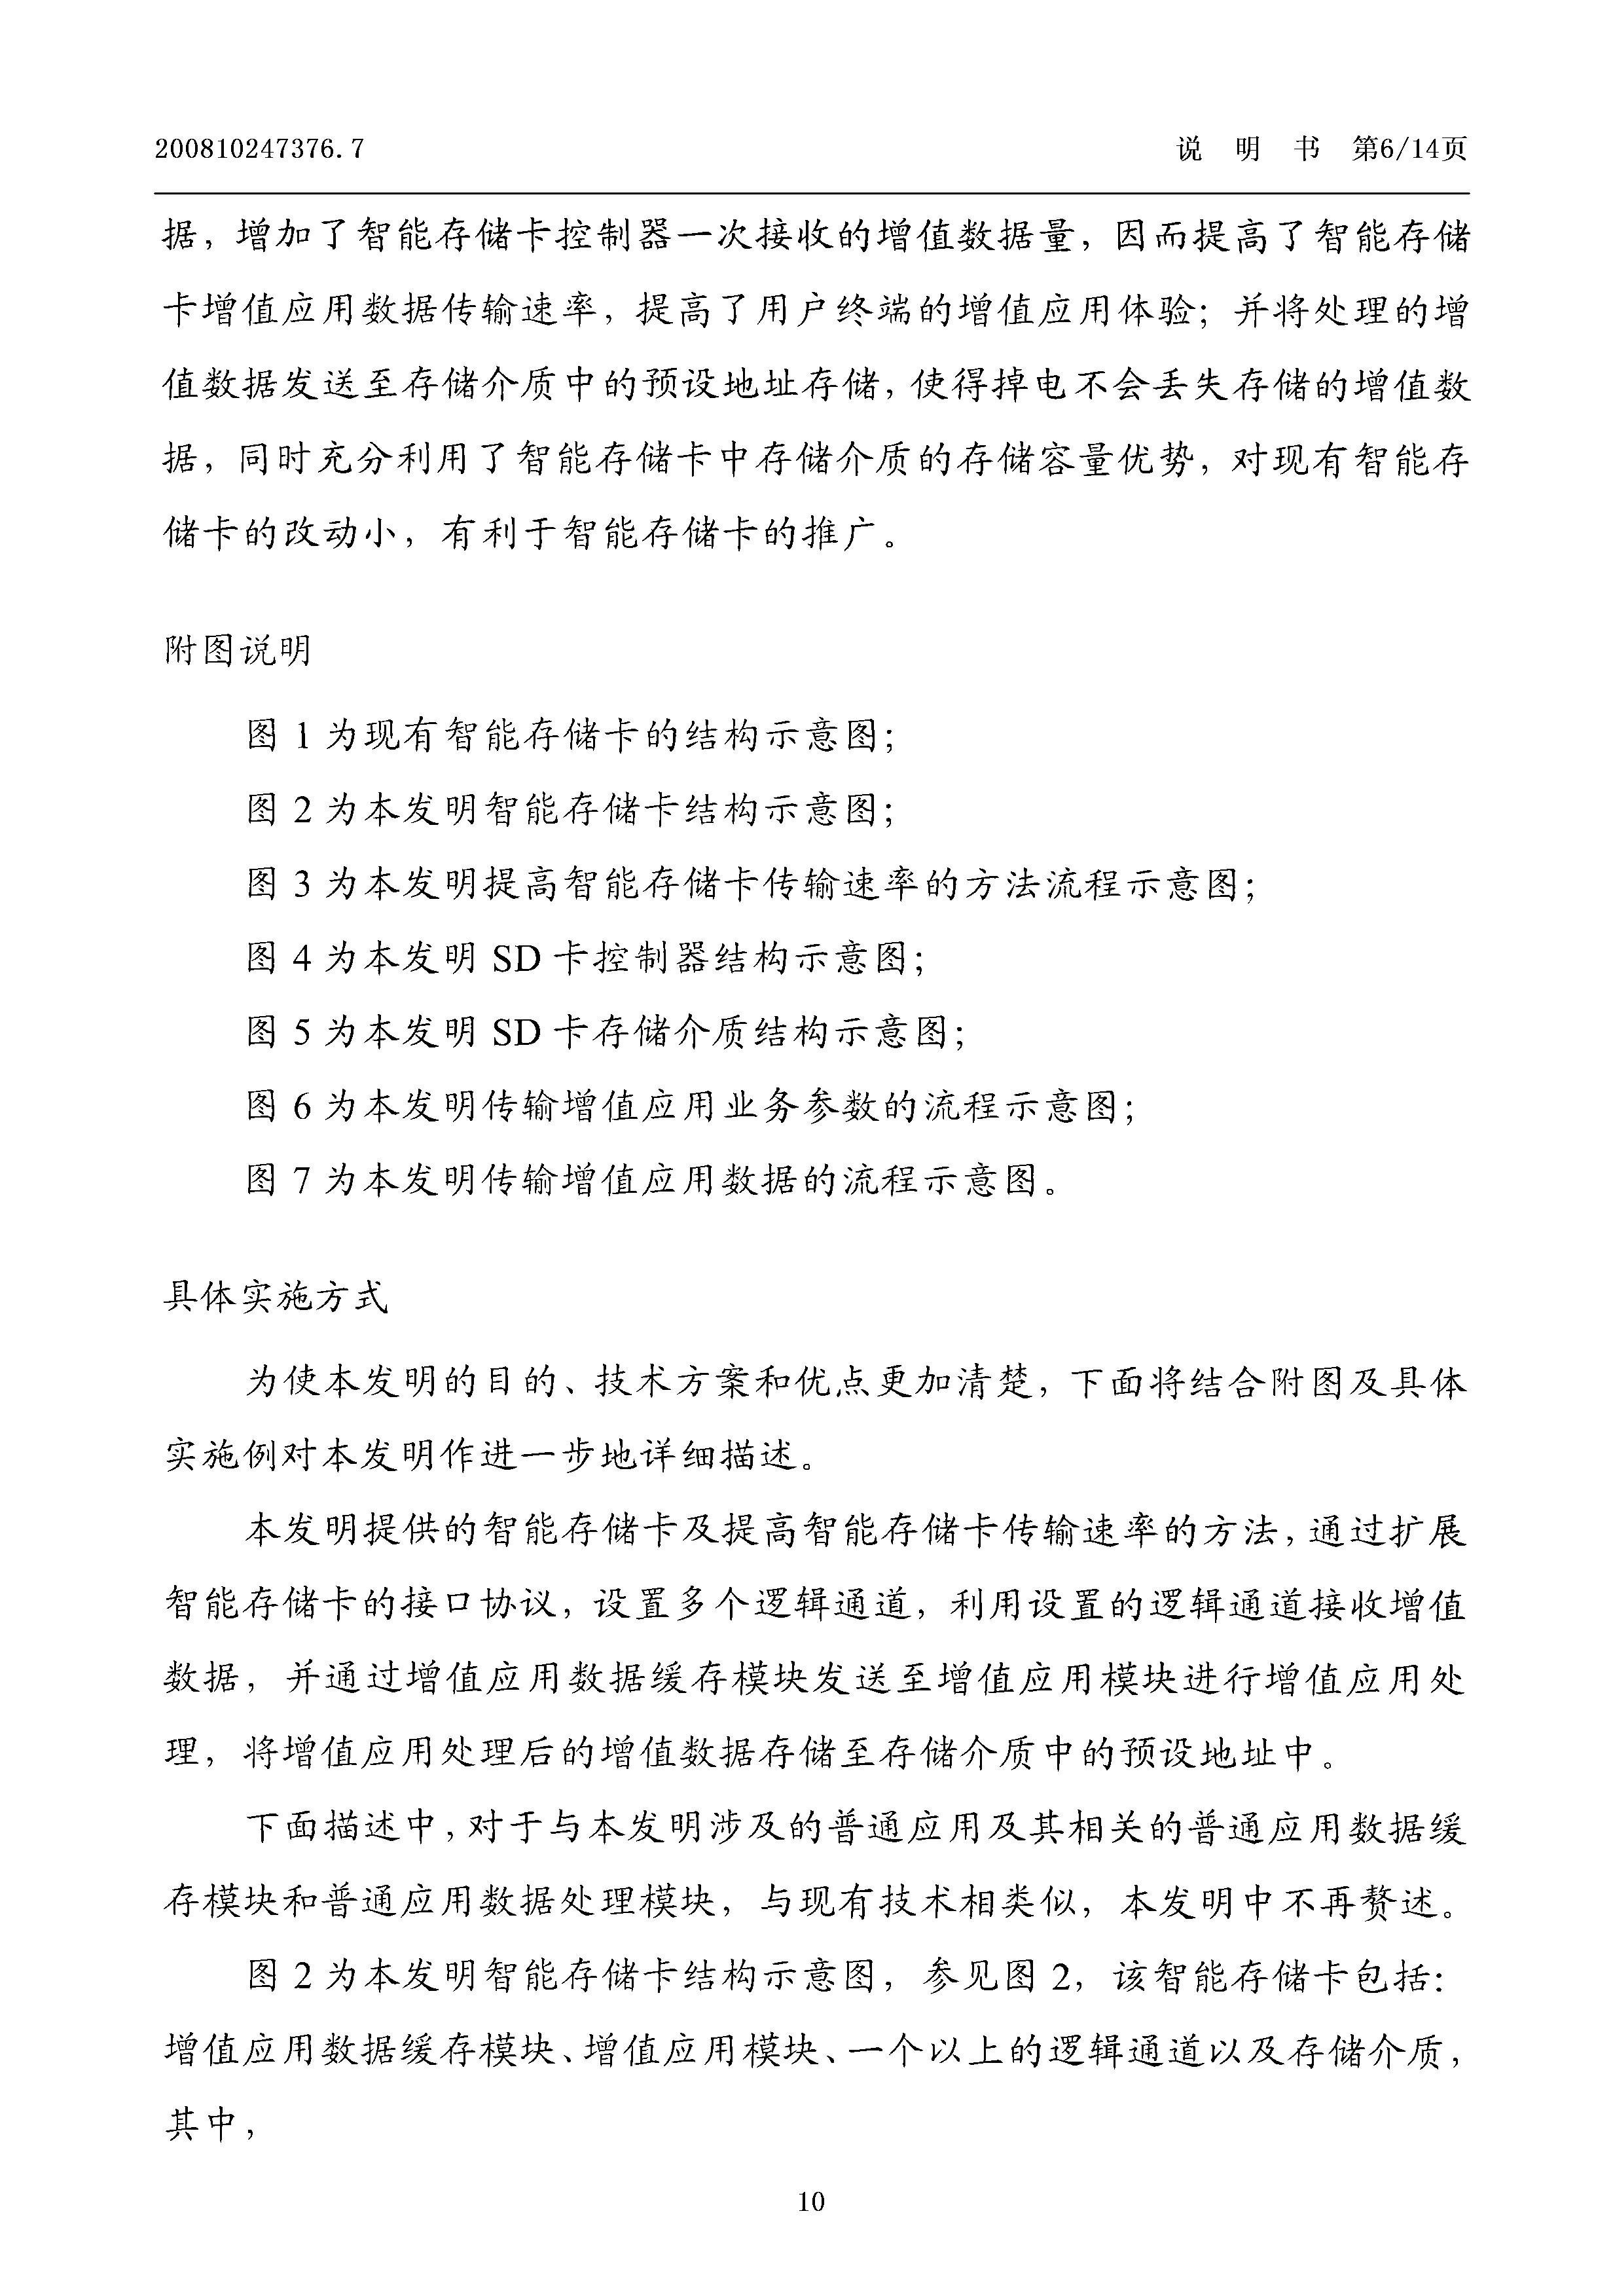 200810247376.7 说 明 书 第6/14页
据，增加了智能存储卡控制器一次接收的增值数据量，因而提高了智能存储
卡增值应用数据传输速率，提高了用户终端的增值应用体验；并将处理的增
值数据发送至存储介质中的预设地址存储，使得掉电不会丢失存储的增值数
据，同时充分利用了智能存储卡中存储介质的存储容量优势，对现有智能存
储卡的改动小，有利于智能存储卡的推广。
附图说明
图 1 为现有智能存储卡的结构示意图；
图 2 为本发明智能存储卡结构示意图；
图 3 为本发明提高智能存储卡传输速率的方法流程示意图；
图 4 为本发明 SD 卡控制器结构示意图；
图 5 为本发明 SD 卡存储介质结构示意图；
图 6 为本发明传输增值应用业务参数的流程示意图；
图 7 为本发明传输增值应用数据的流程示意图。
具体实施方式
为使本发明的目的、技术方案和优点更加清楚，下面将结合附图及具体
实施例对本发明作进一步地详细描述。
本发明提供的智能存储卡及提高智能存储卡传输速率的方法，通过扩展
智能存储卡的接口协议，设置多个逻辑通道，利用设置的逻辑通道接收增值
数据，并通过增值应用数据缓存模块发送至增值应用模块进行增值应用处
理，将增值应用处理后的增值数据存储至存储介质中的预设地址中。
下面描述中，对于与本发明涉及的普通应用及其相关的普通应用数据缓
存模块和普通应用数据处理模块，与现有技术相类似，本发明中不再赘述。
图 2 为本发明智能存储卡结构示意图，参见图 2，该智能存储卡包括：
增值应用数据缓存模块、增值应用模块、一个以上的逻辑通道以及存储介质，
其中，
10